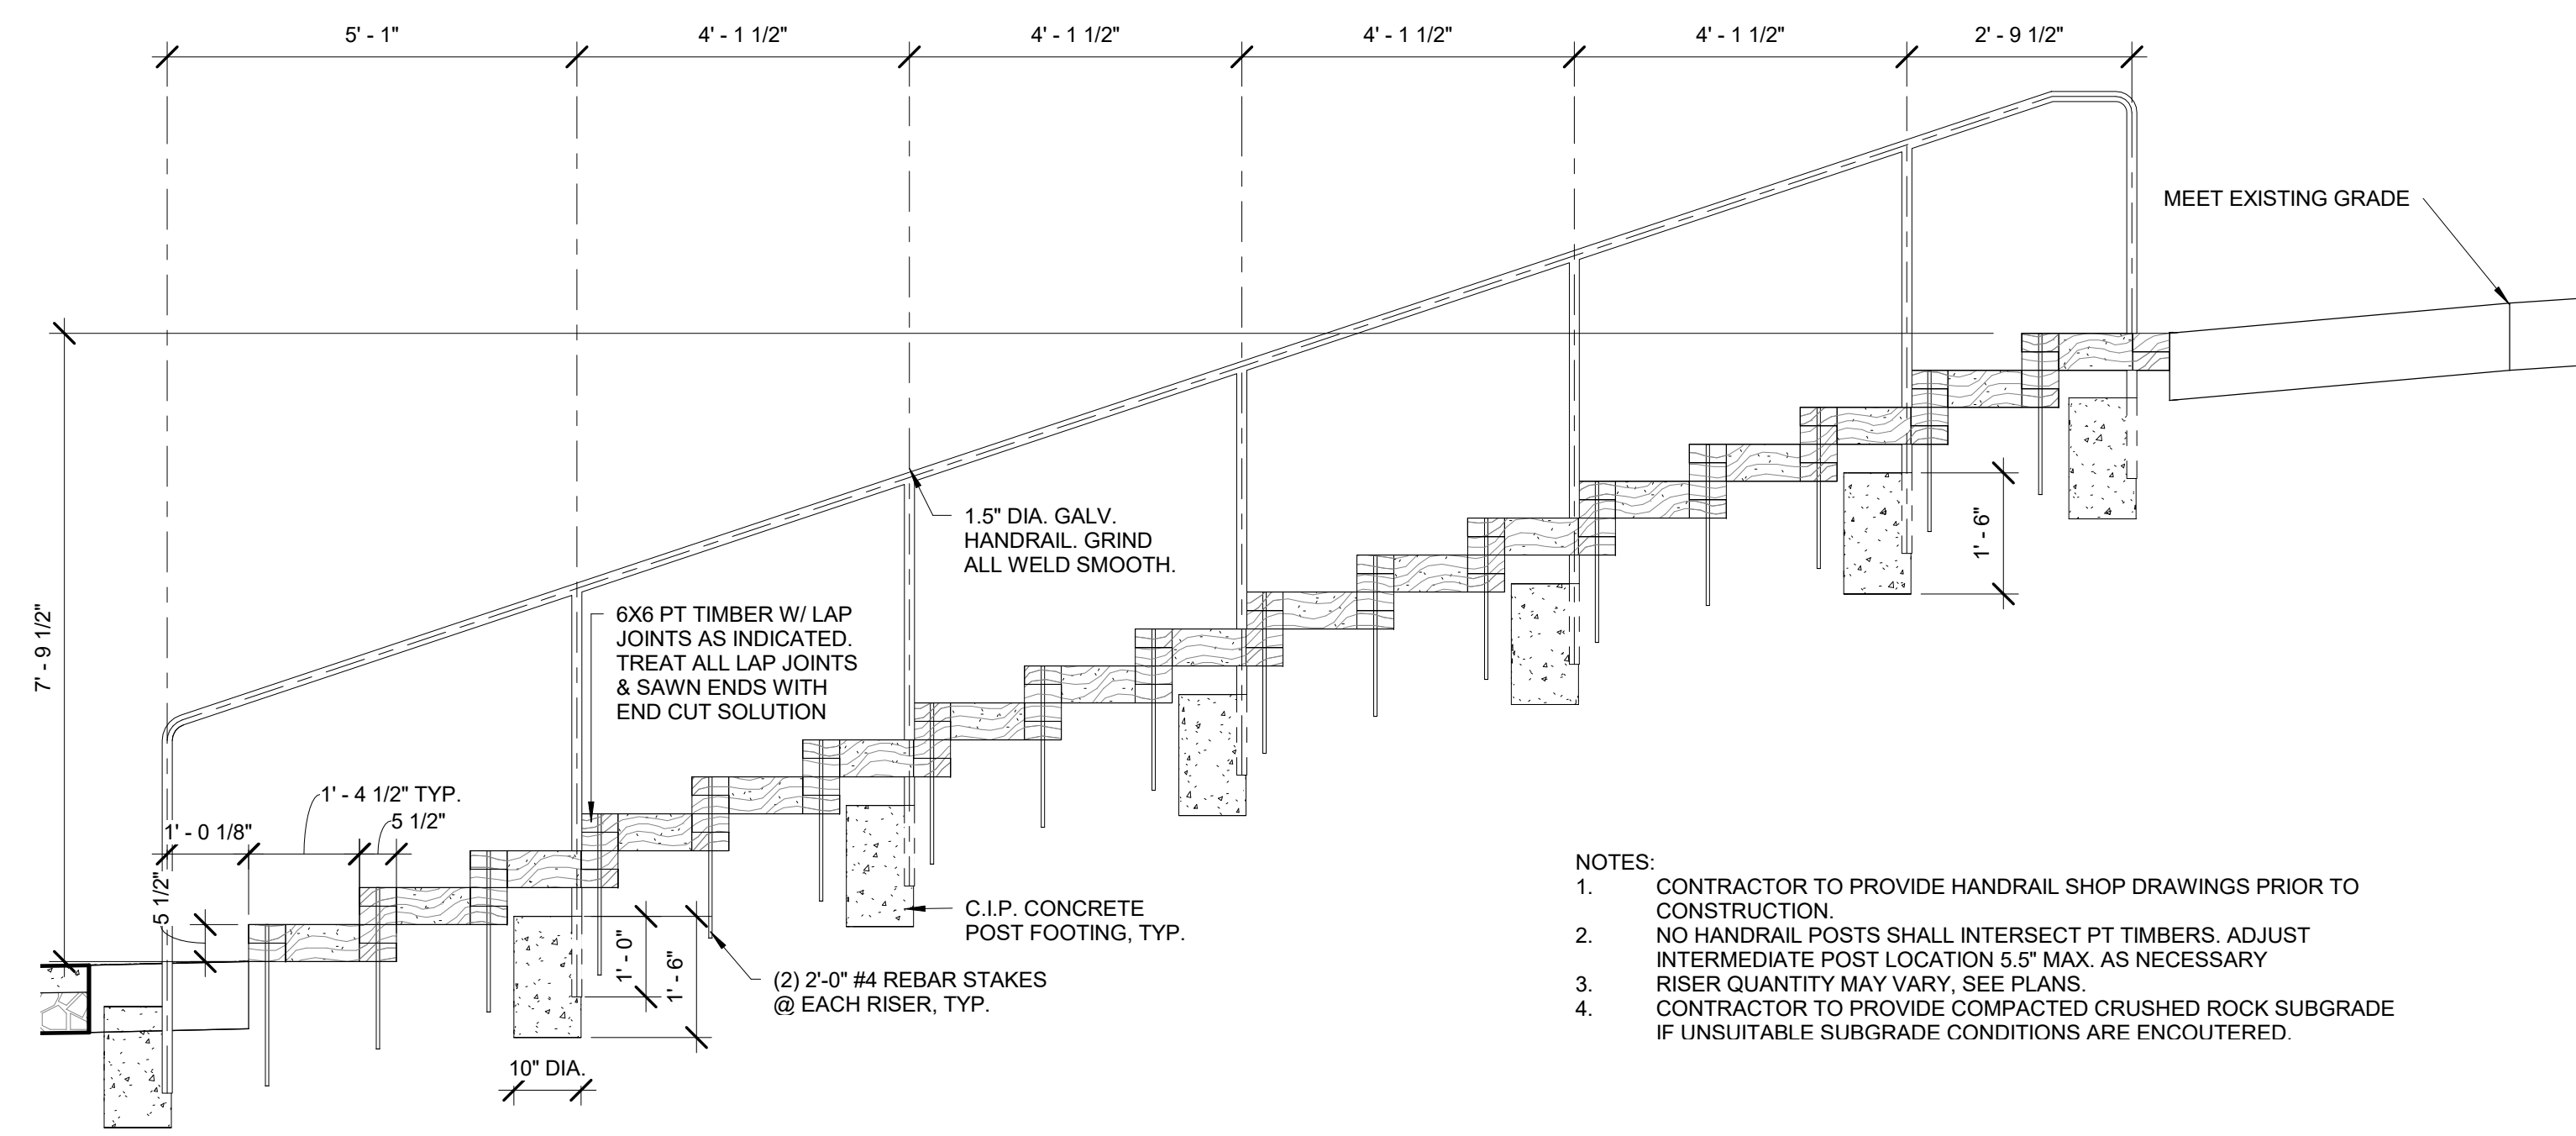 5' - 1"
4' - 1 1/2"
4' - 1 1/2"
4' - 1 1/2"
4' - 1 1/2"
2' - 9 1/2"
MEET EXISTING GRADE
7' - 9 1/2"
1.5" DIA. GALV.
HANDRAIL. GRIND
ALL WELD SMOOTH.
1' - 6"
6X6 PT TIMBER W/ LAP
JOINTS AS INDICATED.
TREAT ALL LAP JOINTS
& SAWN ENDS WITH
END CUT SOLUTION
1' - 4 1/2" TYP.
5 1/2"
1' - 0 1/8"
5 1/2"
C.I.P. CONCRETE
POST FOOTING, TYP.
1' - 0"
1' - 6"
(2) 2'-0" #4 REBAR STAKES
@ EACH RISER, TYP.
10" DIA.
NOTES:
1. CONTRACTOR TO PROVIDE HANDRAIL SHOP DRAWINGS PRIOR TO
CONSTRUCTION.
2. NO HANDRAIL POSTS SHALL INTERSECT PT TIMBERS. ADJUST
INTERMEDIATE POST LOCATION 5.5" MAX. AS NECESSARY
3. RISER QUANTITY MAY VARY, SEE PLANS.
4. CONTRACTOR TO PROVIDE COMPACTED CRUSHED ROCK SUBGRADE
IF UNSUITABLE SUBGRADE CONDITIONS ARE ENCOUTERED.